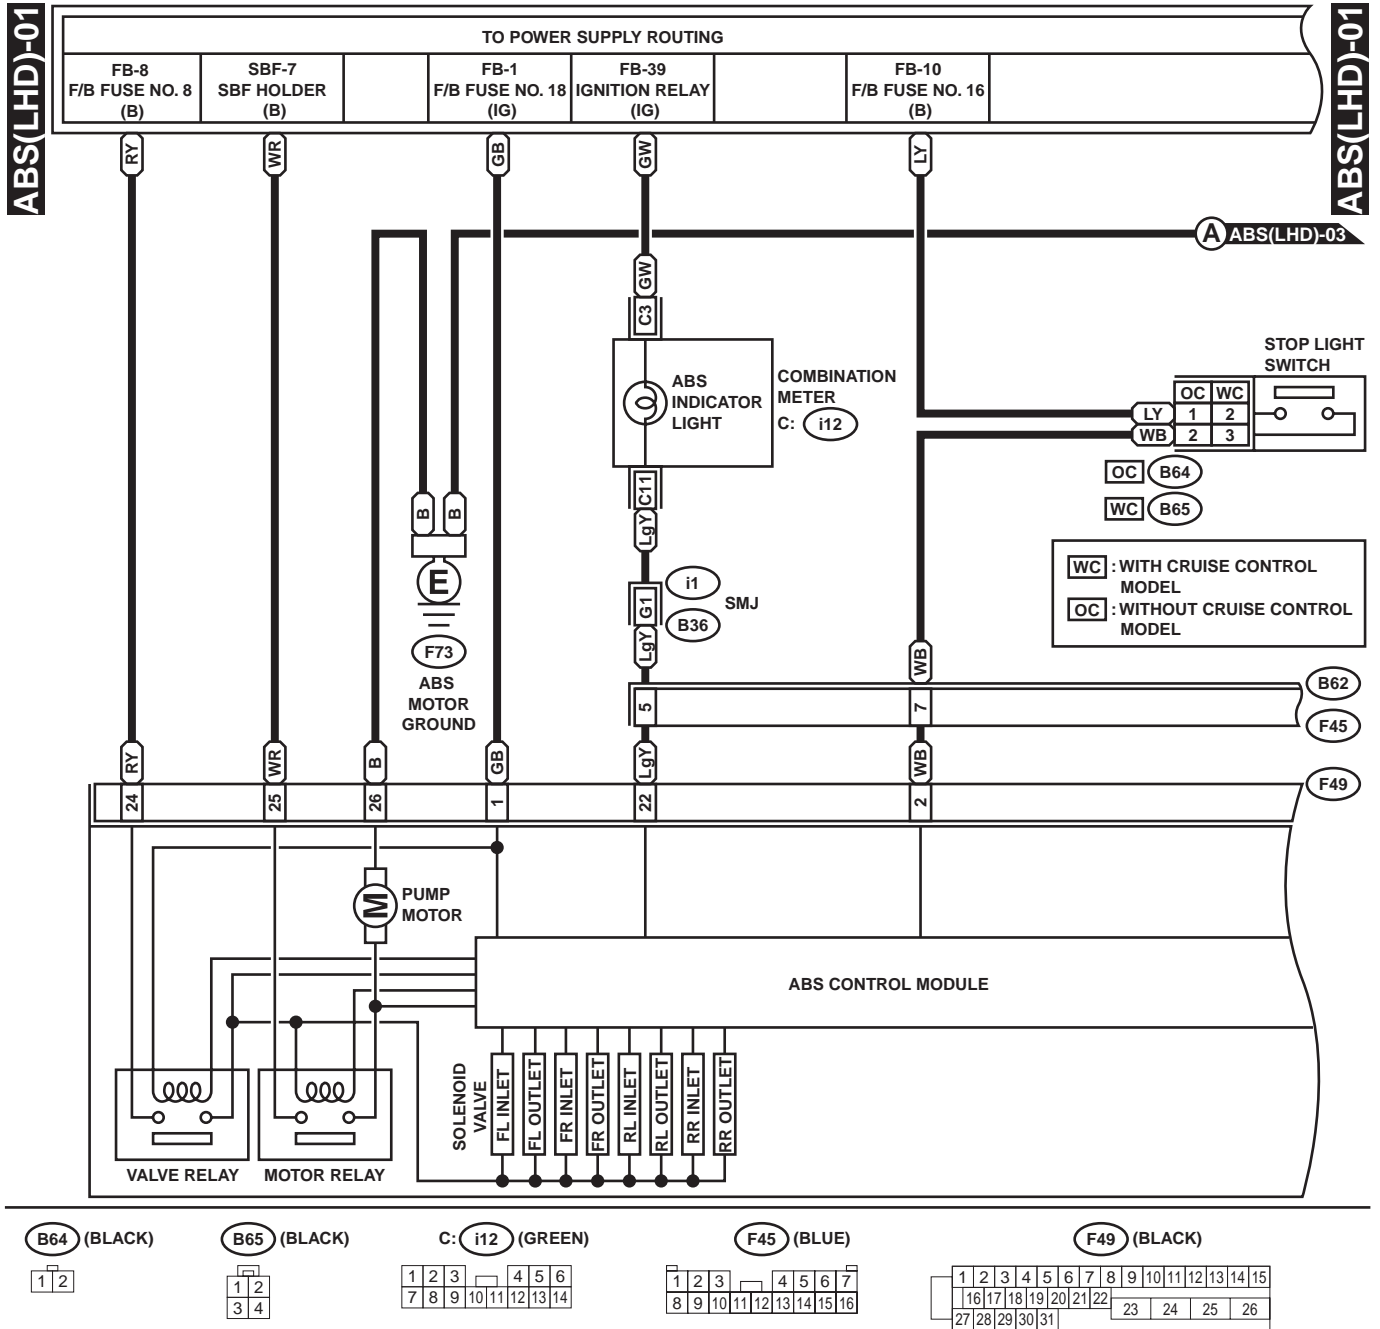 ABS(LHD)-01
ABS(LHD)-01
TO POWER SUPPLY ROUTING
FB-8
F/B FUSE NO. 8
(B)
SBF-7
SBF HOLDER
(B)
FB-1
F/B FUSE NO. 18
(IG)
FB-39
IGNITION RELAY
(IG)
FB-10
F/B FUSE NO. 16
(B)
RY
WR
GB
GW
LY
A ABS(LHD)-03
GW
C3
ABS
INDICATOR
LIGHT
COMBINATION
METER
C: i12
STOP LIGHT
SWITCH
OC WC
LY 1 2
WB 2 3
OC B64
WC B65
C11
LgY
B
B
E
F73
ABS
MOTOR
GROUND
G1
LgY
i1
SMJ
B36
WC : WITH CRUISE CONTROL
MODEL
OC : WITHOUT CRUISE CONTROL
MODEL
WB
5
7
B62
F45
RY
WR
B
GB
LgY
WB
24
25
26
1
22
2
F49
M
PUMP
MOTOR
ABS CONTROL MODULE
SOLENOID
VALVE
FL INLET
FL OUTLET
FR INLET
FR OUTLET
RL INLET
RL OUTLET
RR INLET
RR OUTLET
VALVE RELAY
MOTOR RELAY
B64 (BLACK)
1 2
B65 (BLACK)
1 2
3 4
C: i12 (GREEN)
1 2 3 4 5 6
7 8 9 10 11 12 13 14
F45 (BLUE)
1 2 3 4 5 6 7
8 9 10 11 12 13 14 15 16
F49 (BLACK)
1 2 3 4 5 6 7 8 9 10 11 12 13 14 15
16 17 18 19 20 21 22
23 24 25 26
27 28 29 30 31